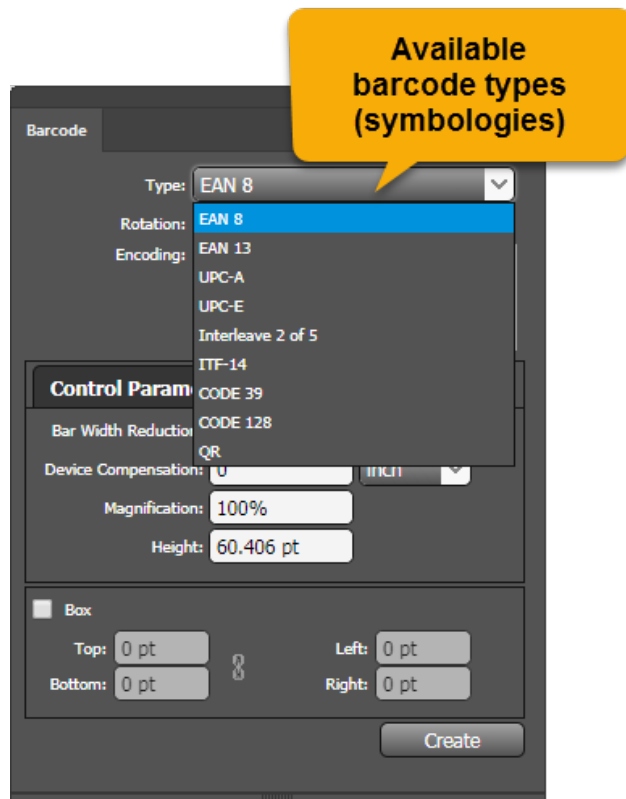 Available
barcode types
(symbologies)
Barcode
Type: EAN 8
Rotation:
Encoding:
EAN 8
EAN 13
UPC-A
UPC-E
Interleave 2 of 5
ITF-14
CODE 39
CODE 128
QR
Control Param
Bar Width Reduction
Device Compensation: 0 inch
Magnification: 100%
Height: 60.406 pt
Box
Top: 0 pt Left: 0 pt
Bottom: 0 pt Right: 0 pt
Create